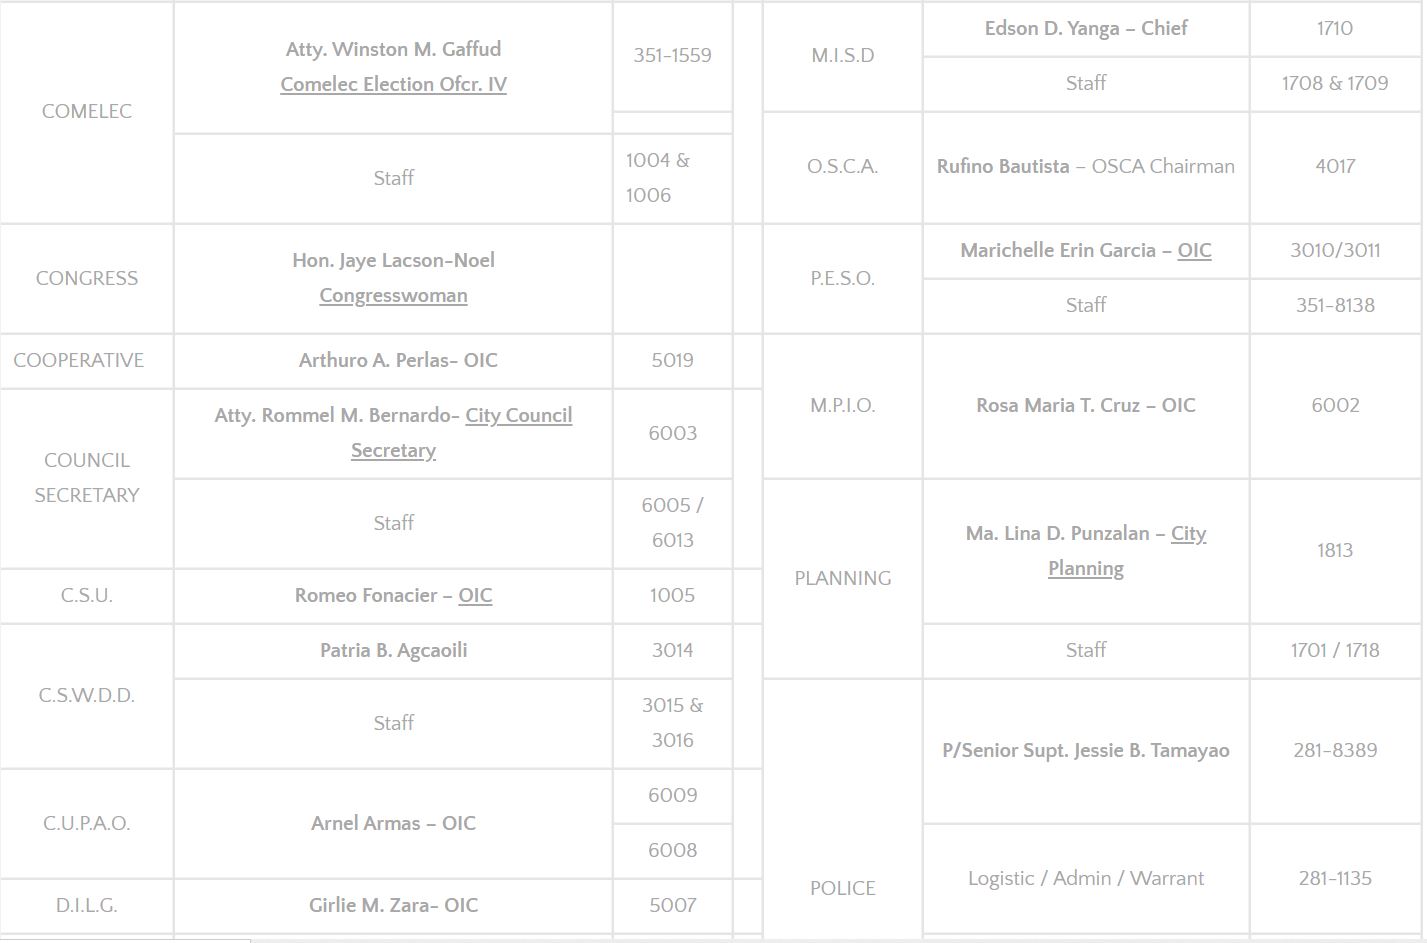 COMELEC
Atty. Winston M. Gaffud
Comelec Election Ofcr. IV
351-1559
Staff
1004 &
1006
CONGRESS
Hon. Jaye Lacson-Noel
Congresswoman
COOPERATIVE
Arthuro A. Perlas- OIC
5019
COUNCIL
SECRETARY
Atty. Rommel M. Bernardo- City Council
Secretary
6003
Staff
6005 /
6013
C.S.U.
Romeo Fonacier – OIC
1005
C.S.W.D.D.
Patria B. Agcaoili
3014
Staff
3015 &
3016
C.U.P.A.O.
Arnel Armas – OIC
6009
6008
D.I.L.G.
Girlie M. Zara- OIC
5007
M.I.S.D
Edson D. Yanga – Chief
1710
Staff
1708 & 1709
O.S.C.A.
Rufino Bautista – OSCA Chairman
4017
P.E.S.O.
Marichelle Erin Garcia – OIC
3010/3011
Staff
351-8138
M.P.I.O.
Rosa Maria T. Cruz – OIC
6002
PLANNING
Ma. Lina D. Punzalan – City
Planning
1813
Staff
1701 / 1718
POLICE
P/Senior Supt. Jessie B. Tamayao
281-8389
Logistic / Admin / Warrant
281-1135